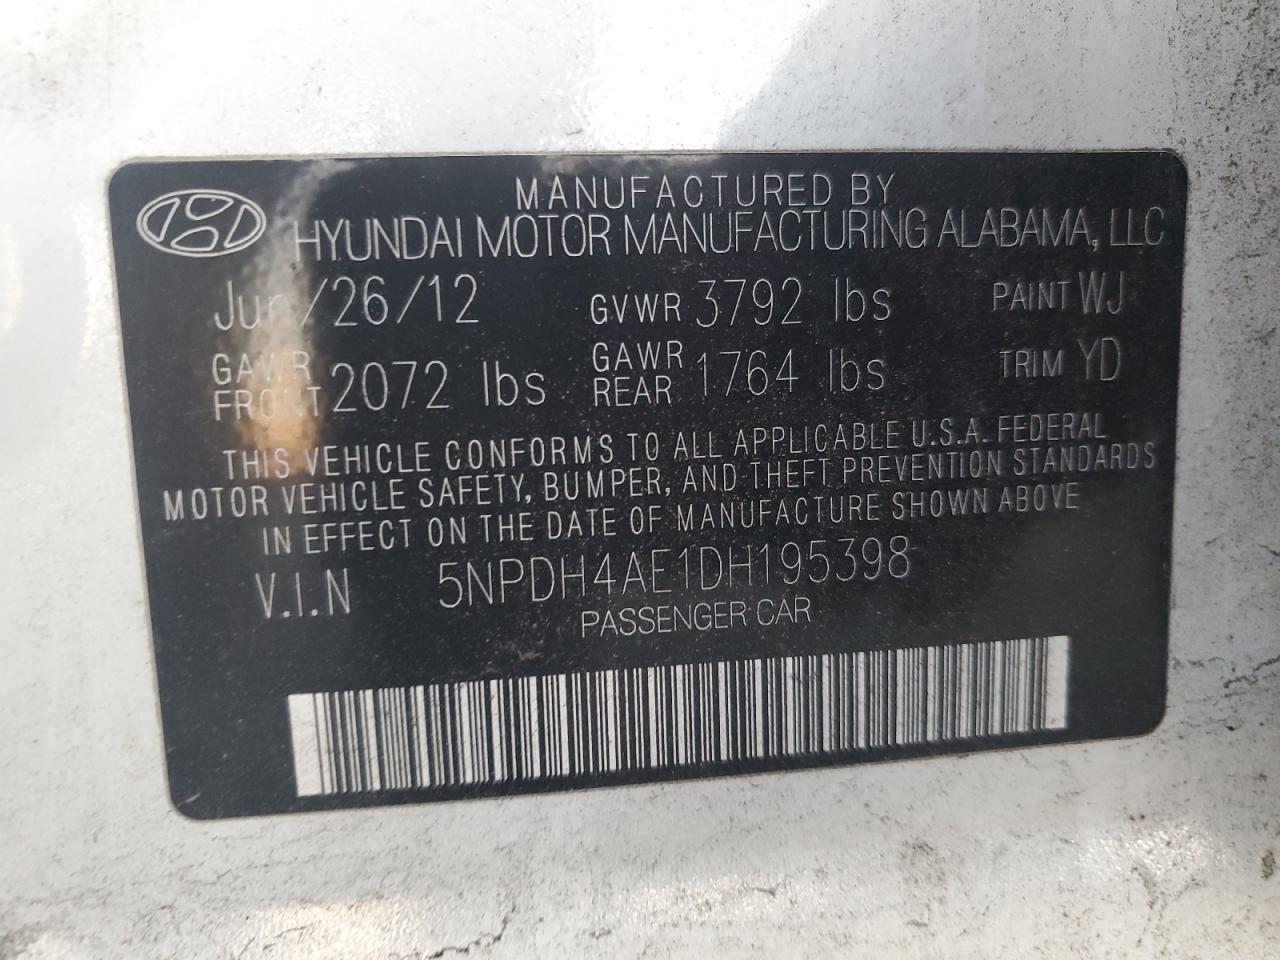 MANUFACTURED BY
HYUNDAI MOTOR MANUFACTURING ALABAMA, LLC
Jun/26/12 GVWR 3792 lbs PAINT WJ
GAWR FRONT 2072 lbs GAWR REAR 1764 lbs TRIM YD
THIS VEHICLE CONFORMS TO ALL APPLICABLE U.S.A. FEDERAL
MOTOR VEHICLE SAFETY, BUMPER, AND THEFT PREVENTION STANDARDS
IN EFFECT ON THE DATE OF MANUFACTURE SHOWN ABOVE
V.I.N 5NPDH4AE1DH195398
PASSENGER CAR